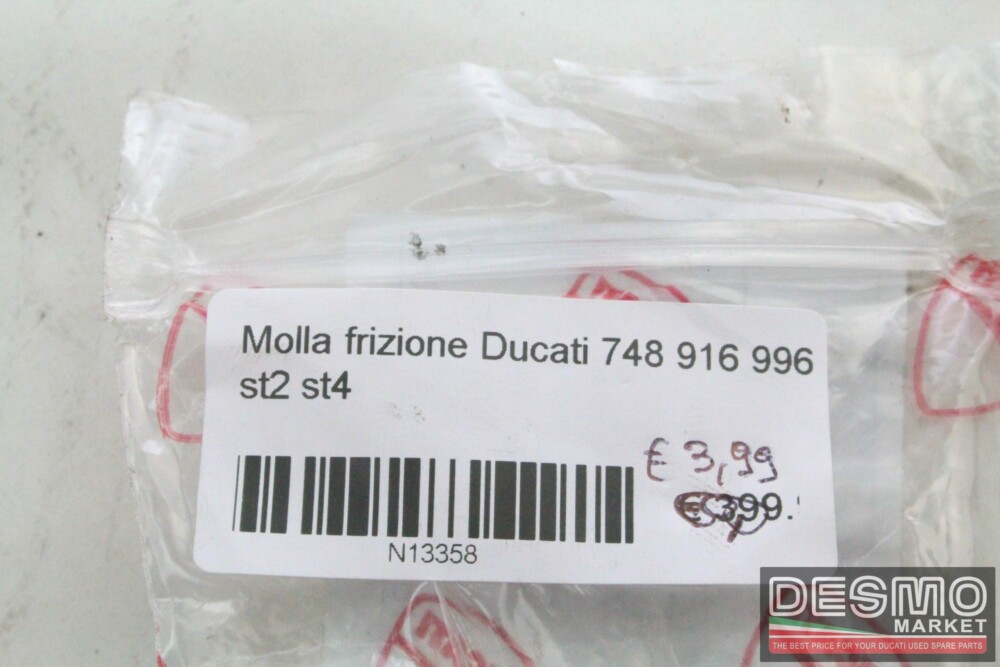 Molla frizione Ducati 748 916 996
st2 st4
€ 3,99
€ 399.
N13358
DESMO
MARKET
THE BEST PRICE FOR YOUR DUCATI USED SPARE PARTS